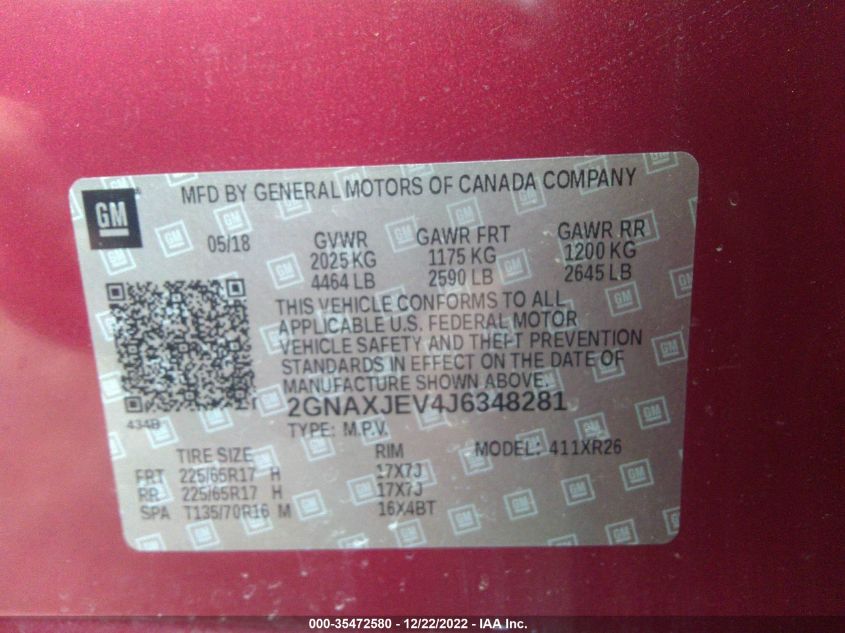 MFD BY GENERAL MOTORS OF CANADA COMPANY
GM
05/18 GVWR GAWR FRT GAWR RR
2025 KG 1175 KG 1200 KG
4464 LB 2590 LB 2645 LB
THIS VEHICLE CONFORMS TO ALL
APPLICABLE U.S. FEDERAL MOTOR
VEHICLE SAFETY AND THEFT PREVENTION
STANDARDS IN EFFECT ON THE DATE OF
MANUFACTURE SHOWN ABOVE.
2GNAXJEV4J6348281
434B
TYPE: M.P.V.
TIRE SIZE RIM MODEL: 411XR26
FRT 225/65R17 H 17X7J
RR 225/65R17 H 17X7J
SPA T135/70R16 M 16X4BT
000-35472580 - 12/22/2022 - IAA Inc.